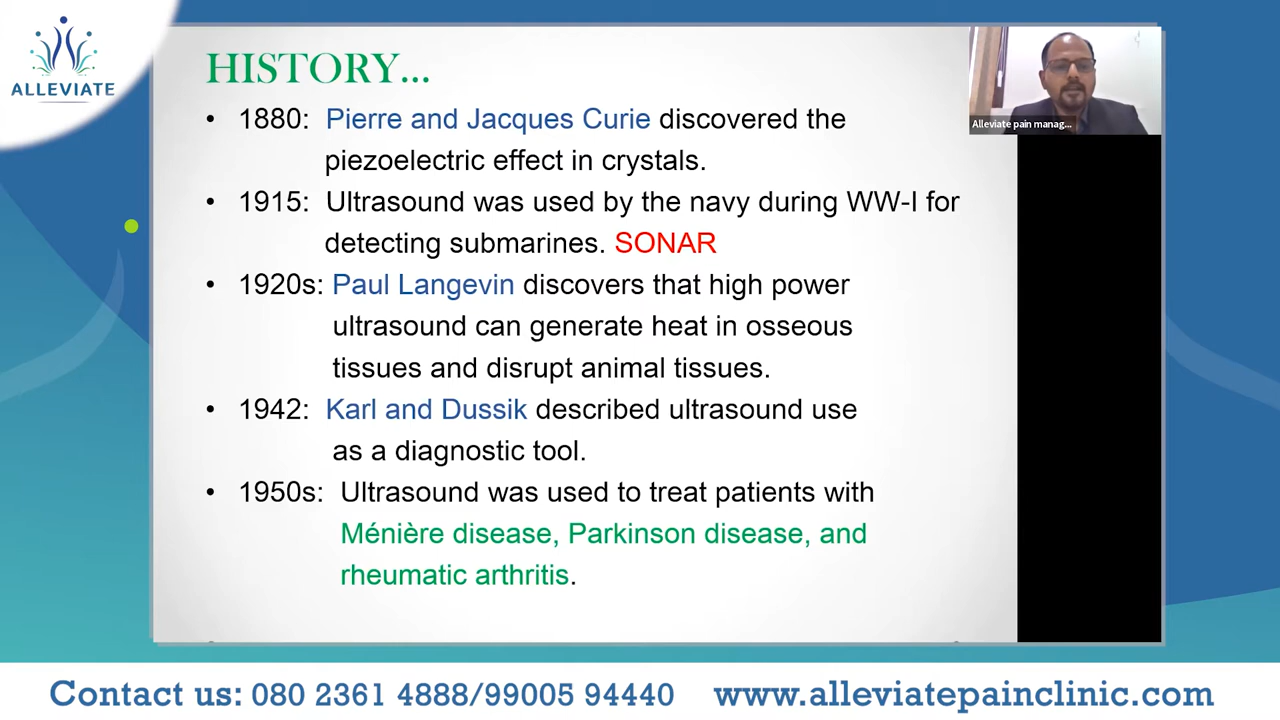 ALLEVIATE
HISTORY...
• 1880: Pierre and Jacques Curie discovered the
piezoelectric effect in crystals.
• 1915: Ultrasound was used by the navy during WW-I for
detecting submarines. SONAR
• 1920s: Paul Langevin discovers that high power
ultrasound can generate heat in osseous
tissues and disrupt animal tissues.
• 1942: Karl and Dussik described ultrasound use
as a diagnostic tool.
• 1950s: Ultrasound was used to treat patients with
Ménière disease, Parkinson disease, and
rheumatic arthritis.
Alleviate pain manag...
Contact us: 080 2361 4888/99005 94440 www.alleviatepainclinic.com